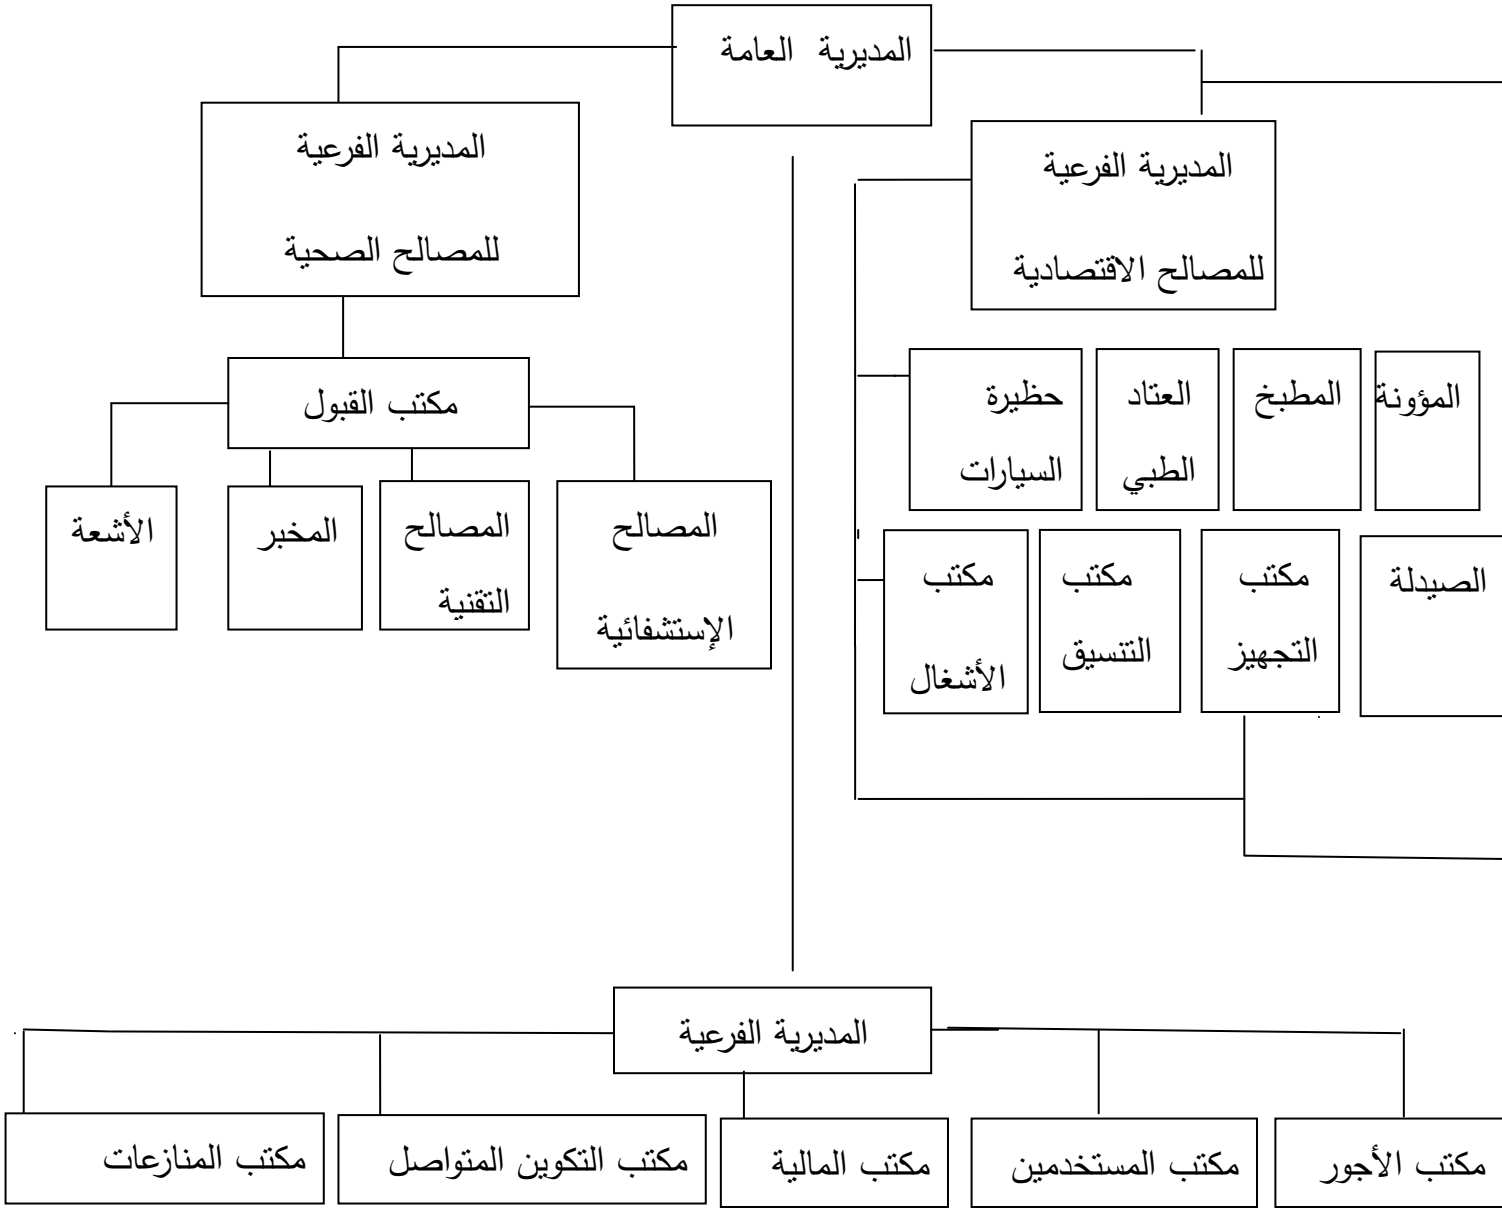 المديرية العامة
المديرية الفرعية
للمصالح الاقتصادية
المديرية الفرعية
للمصالح الصحية
المؤونة
المطبخ
العتاد
الطبي
حظيرة
السيارات
الصيدلة
مكتب
التجهيز
مكتب
التنسيق
مكتب
الأشغال
مكتب القبول
المصالح
الإستشفائية
المصالح
التقنية
المخبر
الأشعة
المديرية الفرعية
مكتب الأجور
مكتب المستخدمين
مكتب المالية
مكتب التكوين المتواصل
مكتب المنازعات